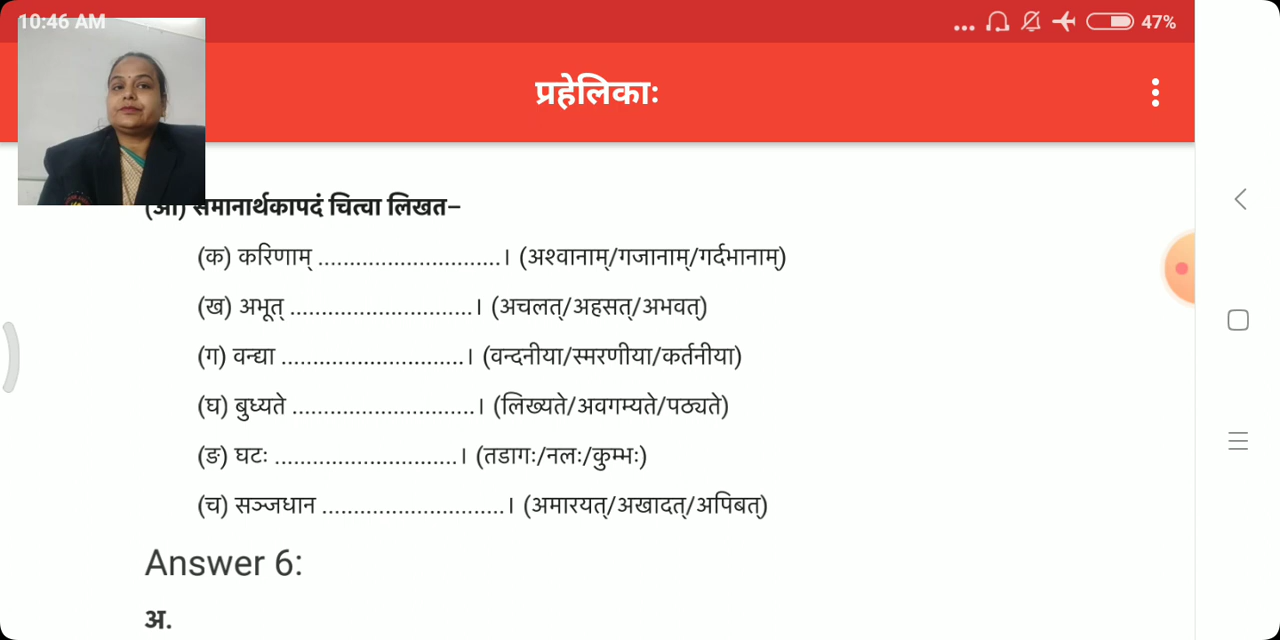 10:46 AM
... 47%
प्रहेलिकाः
(आ) समानार्थकापदं चित्वा लिखत–
(क) करिणाम् .............................। (अश्वानाम्/गजानाम्/गर्दभानाम्)
(ख) अभूत् .............................। (अचलत्/अहसत्/अभवत्)
(ग) वन्द्या .............................। (वन्दनीया/स्मरणीया/कर्तनीया)
(घ) बुध्यते .............................। (लिख्यते/अवगम्यते/पठ्यते)
(ङ) घटः .............................। (तडागः/नलः/कुम्भः)
(च) सञ्जधान .............................। (अमारयत्/अखादत्/अपिबत्)
Answer 6:
अ.